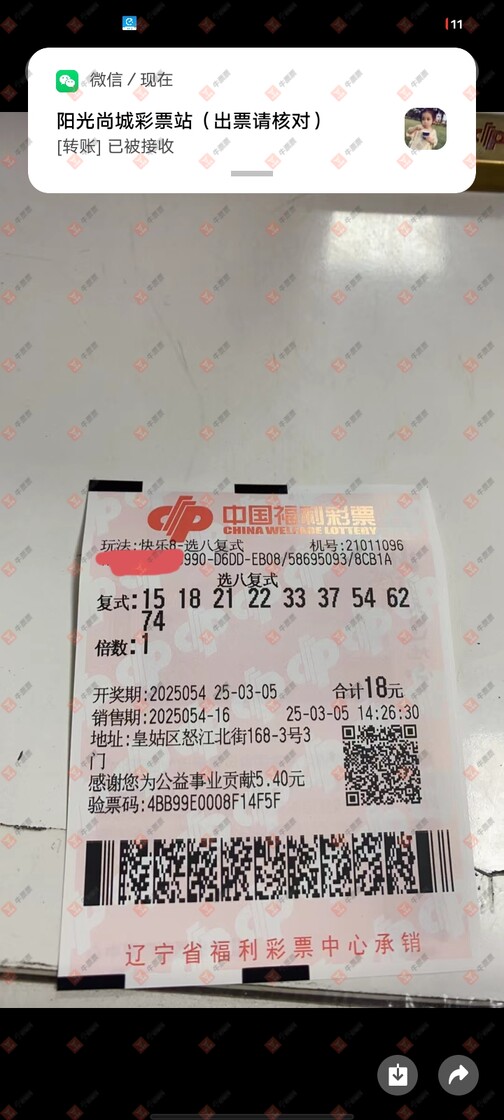 11
微信 / 现在
阳光尚城彩票站（出票请核对）
[转账] 已被接收
中国福利彩票
CHINA WELFARE LOTTERY
玩法:快乐8-选八复式 机号:21011096
990-D6DD-EB08/58695093/8CB1A
选八复式
复式:15 18 21 22 33 37 54 62
74
倍数:1
开奖期:2025054 25-03-05 合计18元
销售期:2025054-16 25-03-05 14:26:30
地址:皇姑区怒江北街168-3号3
门
感谢您为公益事业贡献5.40元
验票码:4BB99E0008F14F5F
辽宁省福利彩票中心承销